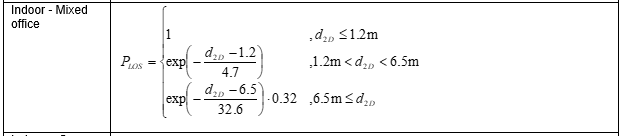 Indoor - Mixed
office
P_LOS = { 1 , d_2D ≤ 1.2m
exp(− (d_2D − 1.2) / 4.7) , 1.2m < d_2D < 6.5m
exp(− (d_2D − 6.5) / 32.6) · 0.32 , 6.5m ≤ d_2D